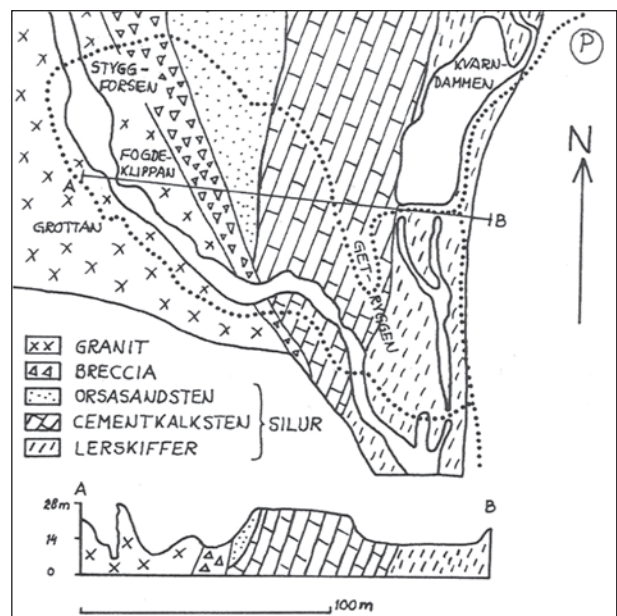 P
STYGG-
FORSEN
KVARN-
DAMMEN
N
FOGDE-
KLIPPAN
A
B
GROTTAN
GET-
RYGGEN
GRANIT
BRECCIA
ORSASANDSTEN
CEMENTKALKSTEN
LERSKIFFER
SILUR
A
B
28m
14
0
100m